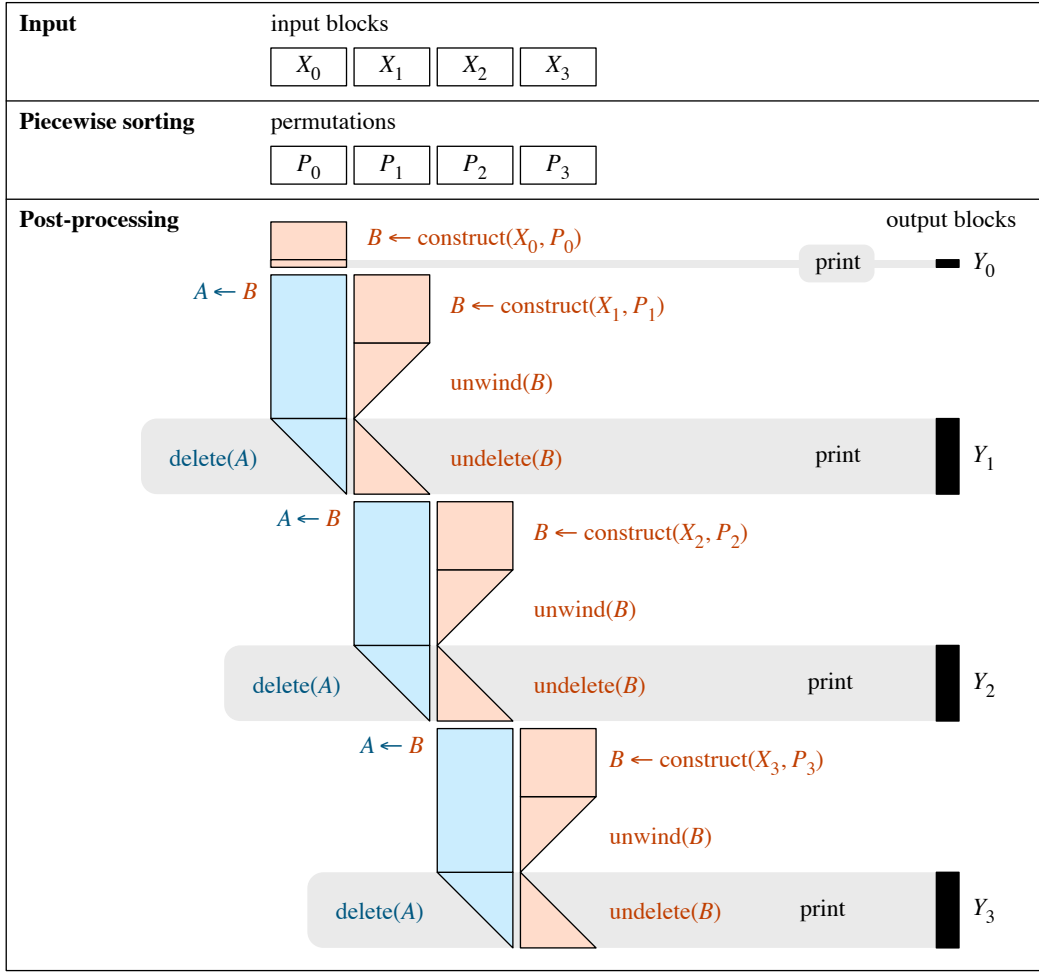 Input input blocks
X₀ X₁ X₂ X₃
Piecewise sorting permutations
P₀ P₁ P₂ P₃
Post-processing output blocks
B ← construct(X₀, P₀)
print Y₀
A ← B
B ← construct(X₁, P₁)
unwind(B)
delete(A) undelete(B) print Y₁
A ← B
B ← construct(X₂, P₂)
unwind(B)
delete(A) undelete(B) print Y₂
A ← B
B ← construct(X₃, P₃)
unwind(B)
delete(A) undelete(B) print Y₃